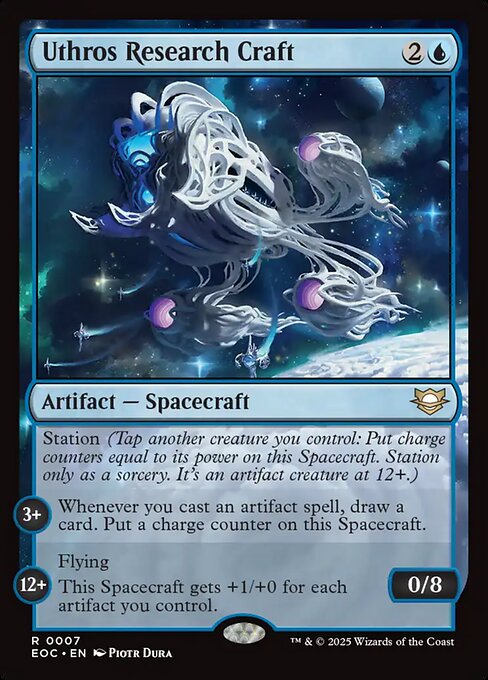 Uthros Research Craft 2
Artifact — Spacecraft
Station (Tap another creature you control: Put charge
counters equal to its power on this Spacecraft. Station
only as a sorcery. It's an artifact creature at 12+.)
3+
Whenever you cast an artifact spell, draw a
card. Put a charge counter on this Spacecraft.
Flying
12+
This Spacecraft gets +1/+0 for each
artifact you control.
0/8
R 0007
EOC • EN Piotr Dura
™ & © 2025 Wizards of the Coast